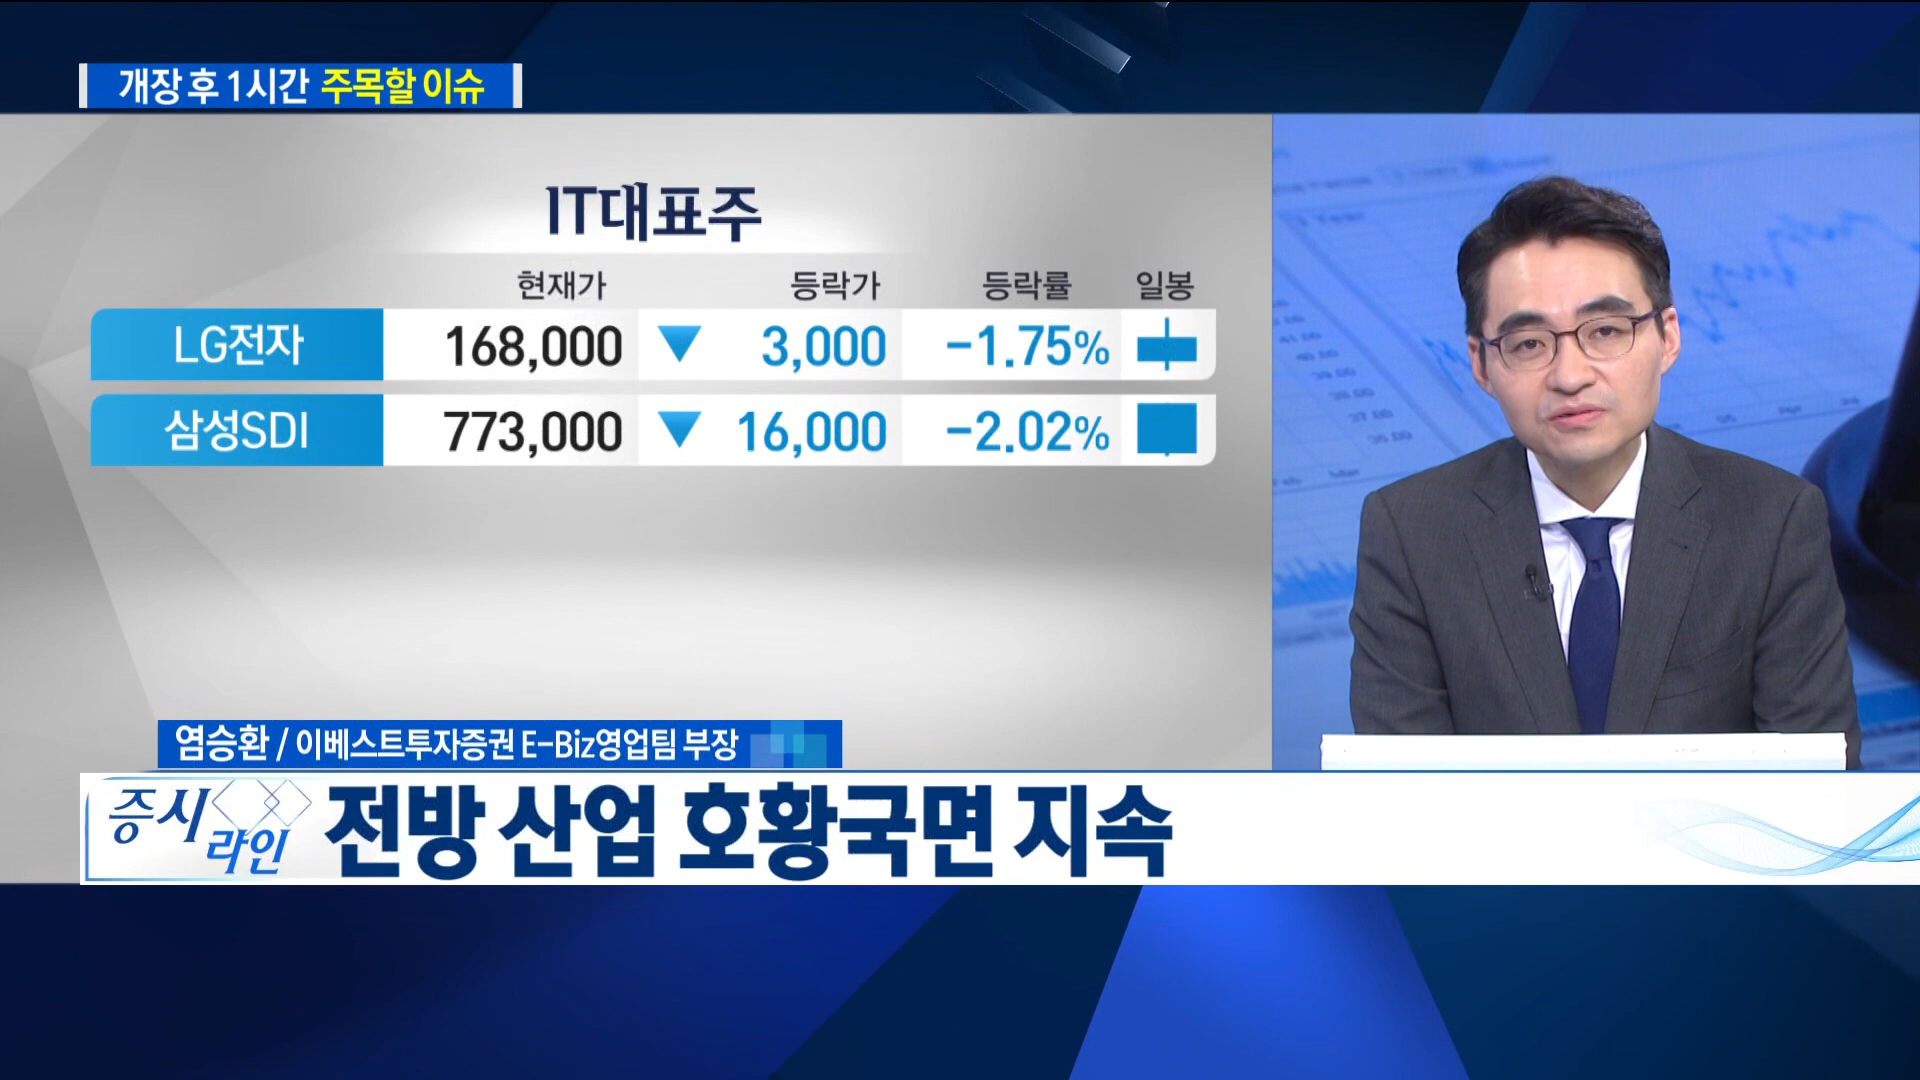 개장 후 1시간 주목할 이슈
IT대표주
현재가 등락가 등락률 일봉
LG전자 168,000 ▼ 3,000 -1.75%
삼성SDI 773,000 ▼ 16,000 -2.02%
염승환 / 이베스트투자증권 E-Biz영업팀 부장
증시라인
전방 산업 호황국면 지속